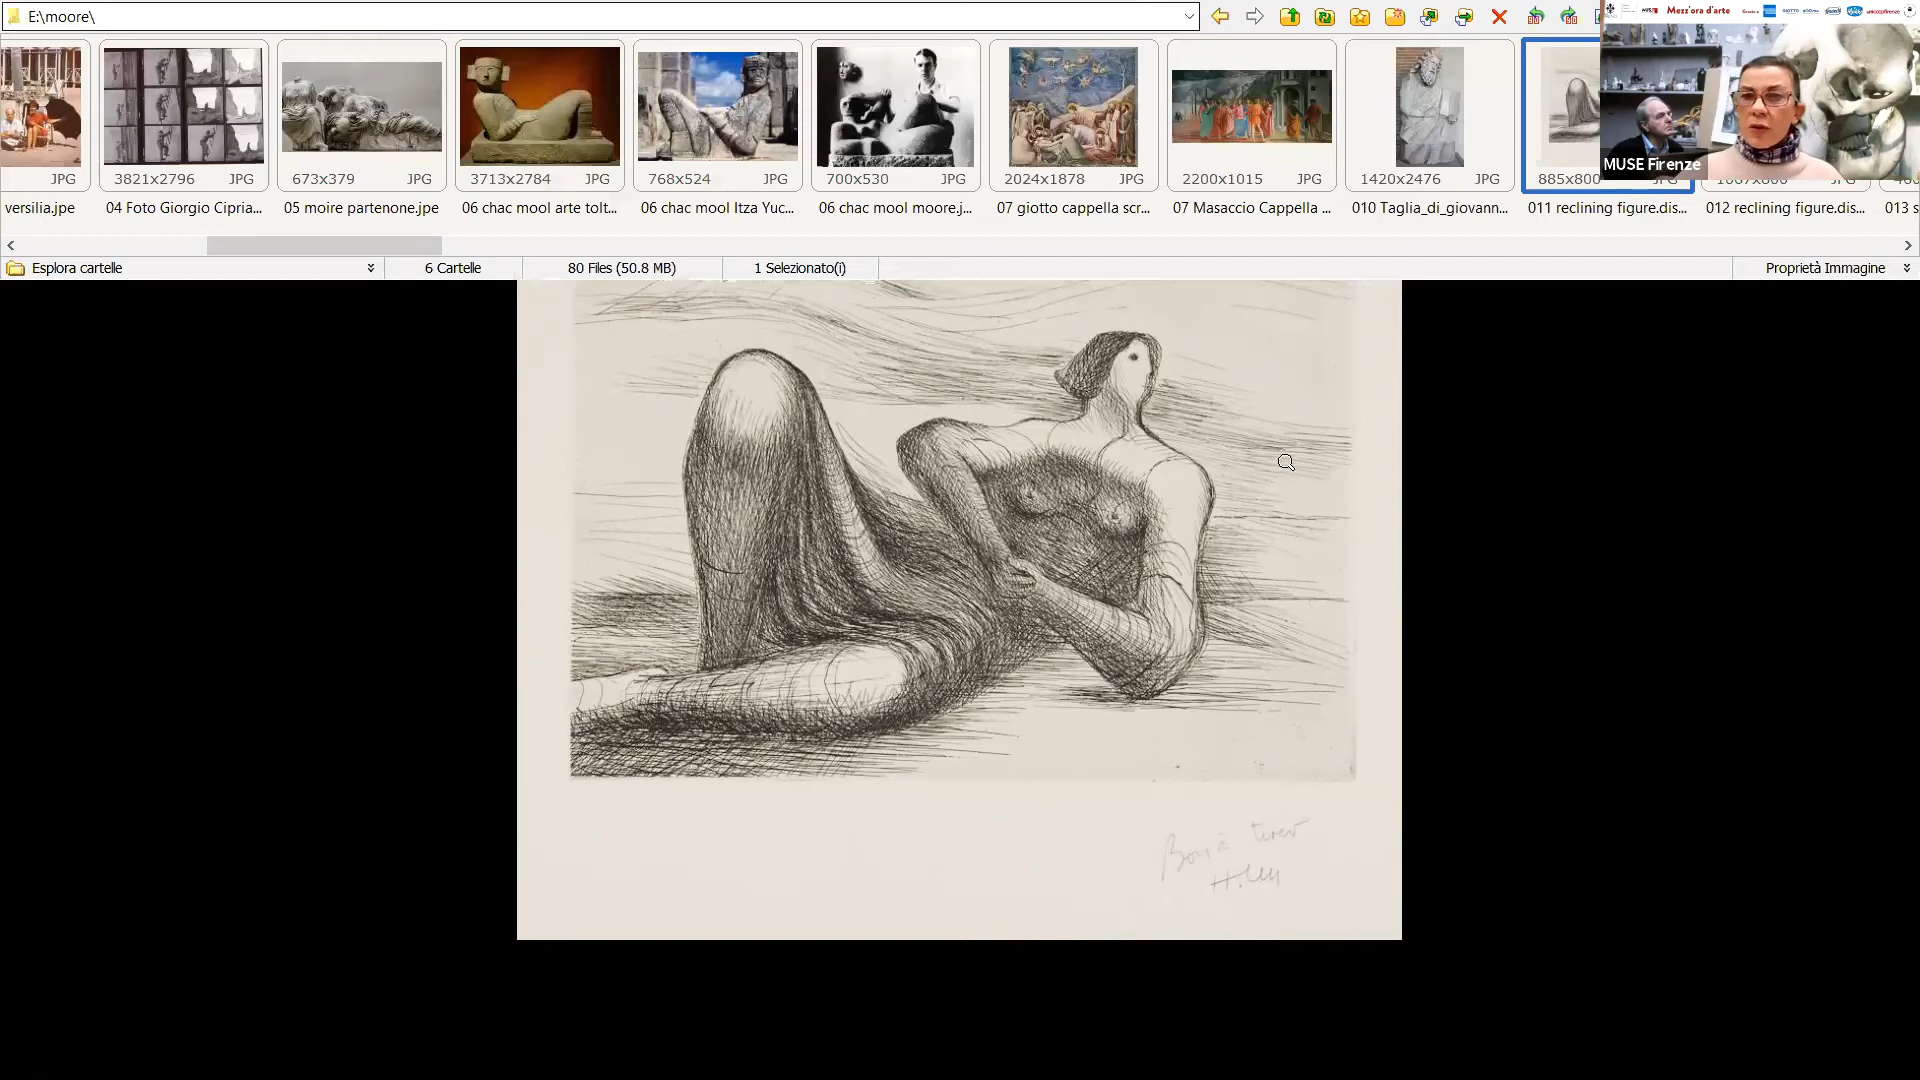 E:\moore\
Mezz'ora d'arte
MUSE Firenze
JPG
3821x2796 JPG
673x379 JPG
3713x2784 JPG
768x524 JPG
700x530 JPG
2024x1878 JPG
2200x1015 JPG
1420x2476 JPG
885x800
versilia.jpe
04 Foto Giorgio Cipria...
05 moire partenone.jpe
06 chac mool arte tolt...
06 chac mool Itza Yuc...
06 chac mool moore.j...
07 giotto cappella scr...
07 Masaccio Cappella ...
010 Taglia_di_giovann...
011 reclining figure.dis...
012 reclining figure.dis...
013 s
Esplora cartelle
6 Cartelle
80 Files (50.8 MB)
1 Selezionato(i)
Proprietà Immagine
Bon à tirer